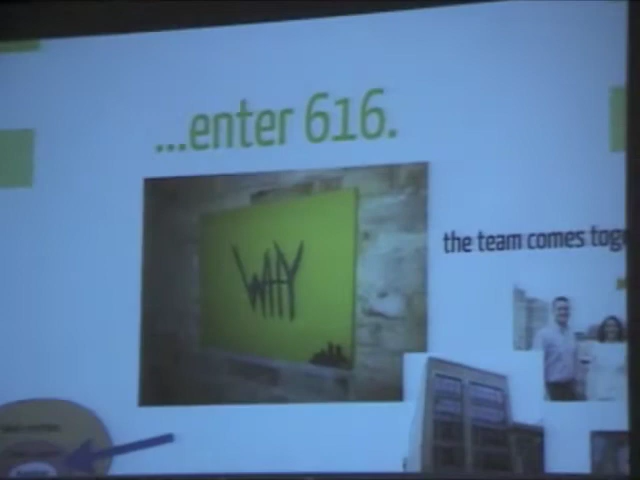 ...enter 616.
WHY
the team comes tog